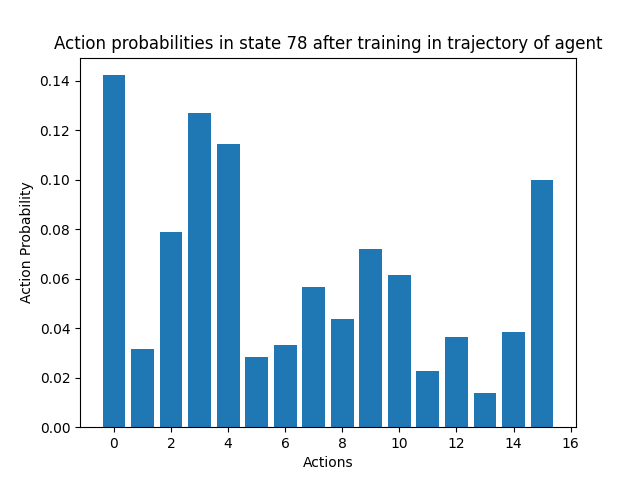 Action probabilities in state 78 after training in trajectory of agent
0.14
0.12
0.10
0.08
0.06
0.04
0.02
0.00
Action Probability
0 2 4 6 8 10 12 14 16
Actions